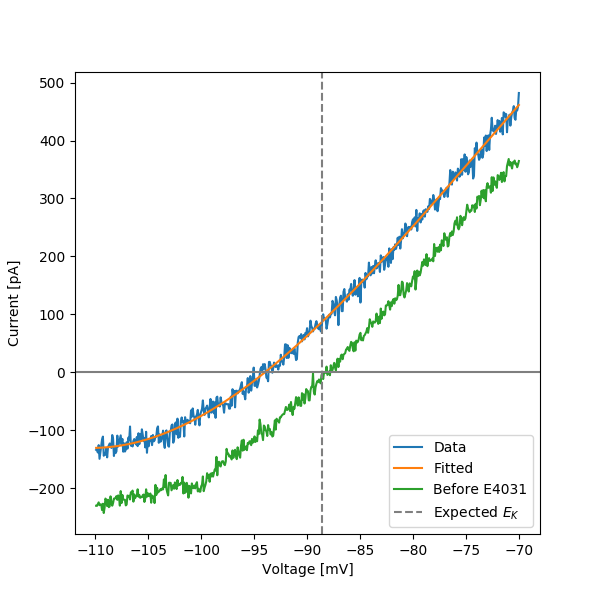 500
400
300
200
100
0
−100
−200
Current [pA]
−110
−105
−100
−95
−90
−85
−80
−75
−70
Voltage [mV]
Data
Fitted
Before E4031
Expected E_K